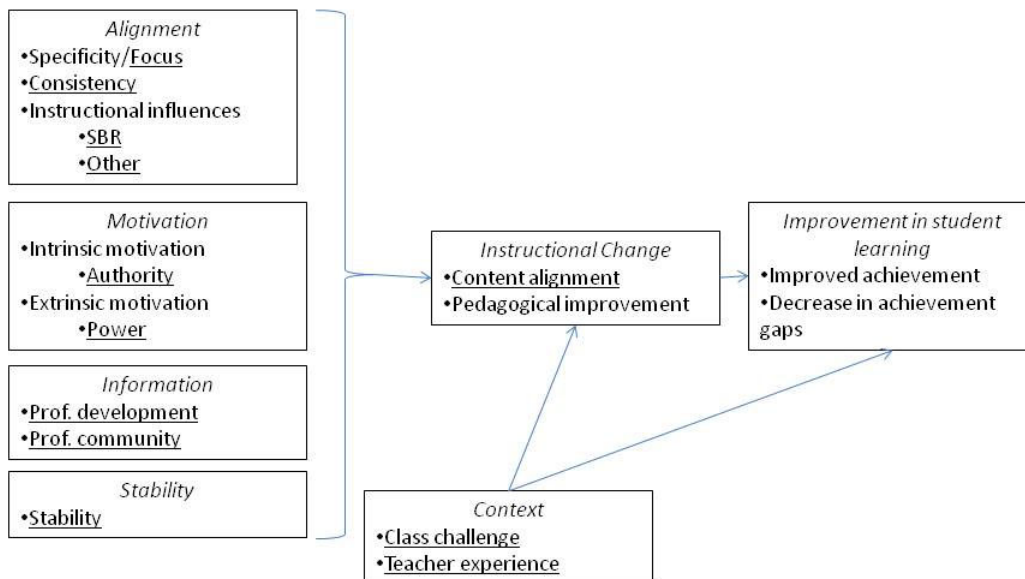 Alignment
•Specificity/Focus
•Consistency
•Instructional influences
•SBR
•Other
Motivation
•Intrinsic motivation
•Authority
•Extrinsic motivation
•Power
Information
•Prof. development
•Prof. community
Stability
•Stability
Instructional Change
•Content alignment
•Pedagogical improvement
Improvement in student
learning
•Improved achievement
•Decrease in achievement
gaps
Context
•Class challenge
•Teacher experience